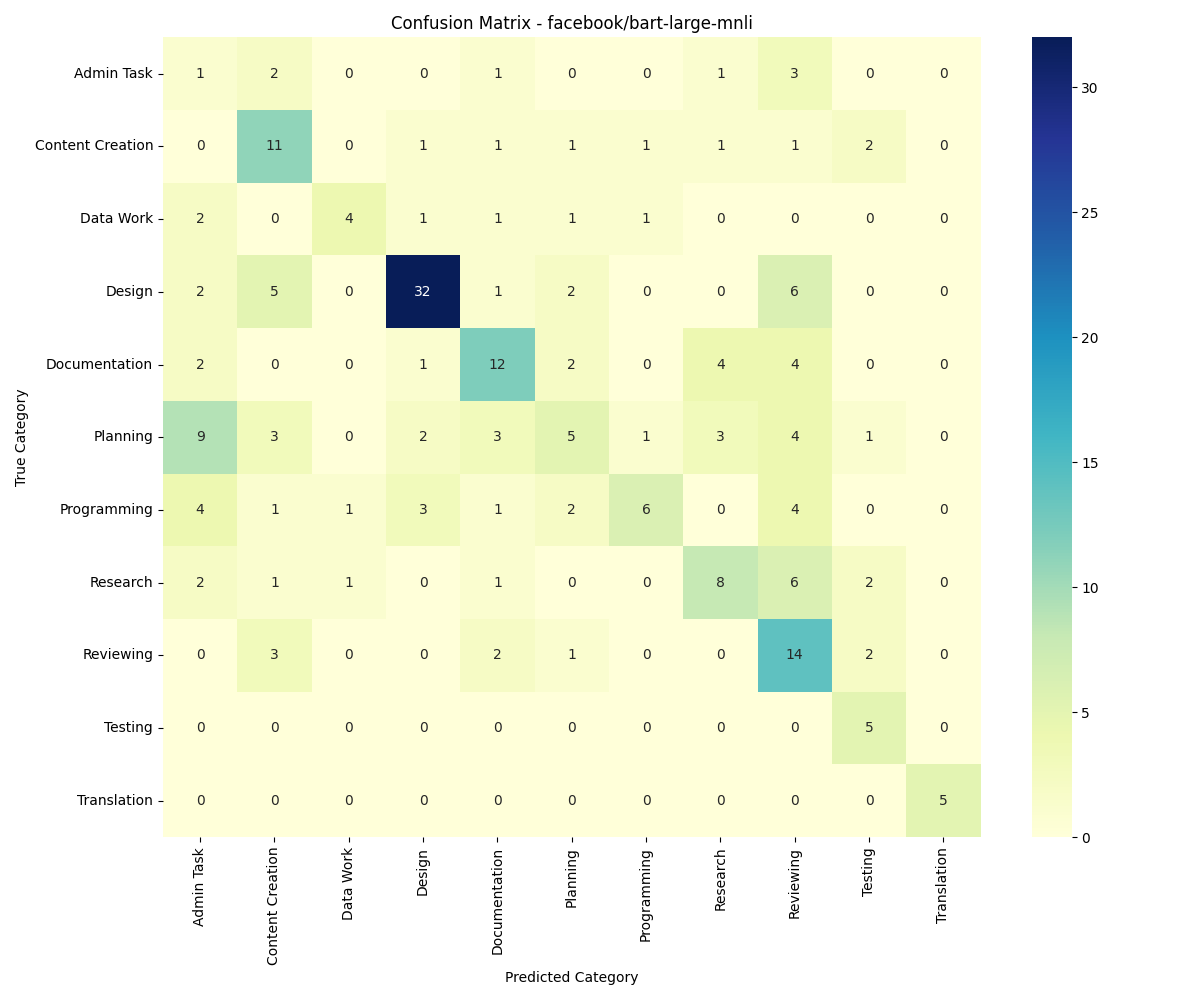 Confusion Matrix - facebook/bart-large-mnli
True Category
Admin Task 1 2 0 0 1 0 0 1 3 0 0
Content Creation 0 11 0 1 1 1 1 1 1 2 0
Data Work 2 0 4 1 1 1 1 0 0 0 0
Design 2 5 0 32 1 2 0 0 6 0 0
Documentation 2 0 0 1 12 2 0 4 4 0 0
Planning 9 3 0 2 3 5 1 3 4 1 0
Programming 4 1 1 3 1 2 6 0 4 0 0
Research 2 1 1 0 1 0 0 8 6 2 0
Reviewing 0 3 0 0 2 1 0 0 14 2 0
Testing 0 0 0 0 0 0 0 0 0 5 0
Translation 0 0 0 0 0 0 0 0 0 0 5
Admin Task
Content Creation
Data Work
Design
Documentation
Planning
Programming
Research
Reviewing
Testing
Translation
Predicted Category
30
25
20
15
10
5
0